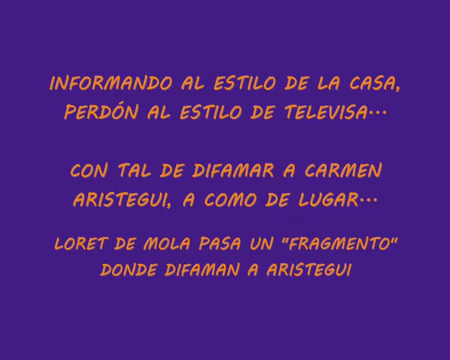 INFORMANDO AL ESTILO DE LA CASA,
PERDÓN AL ESTILO DE TELEVISA...
CON TAL DE DIFAMAR A CARMEN
ARISTEGUI, A COMO DE LUGAR...
LORET DE MOLA PASA UN "FRAGMENTO"
DONDE DIFAMAN A ARISTEGUI